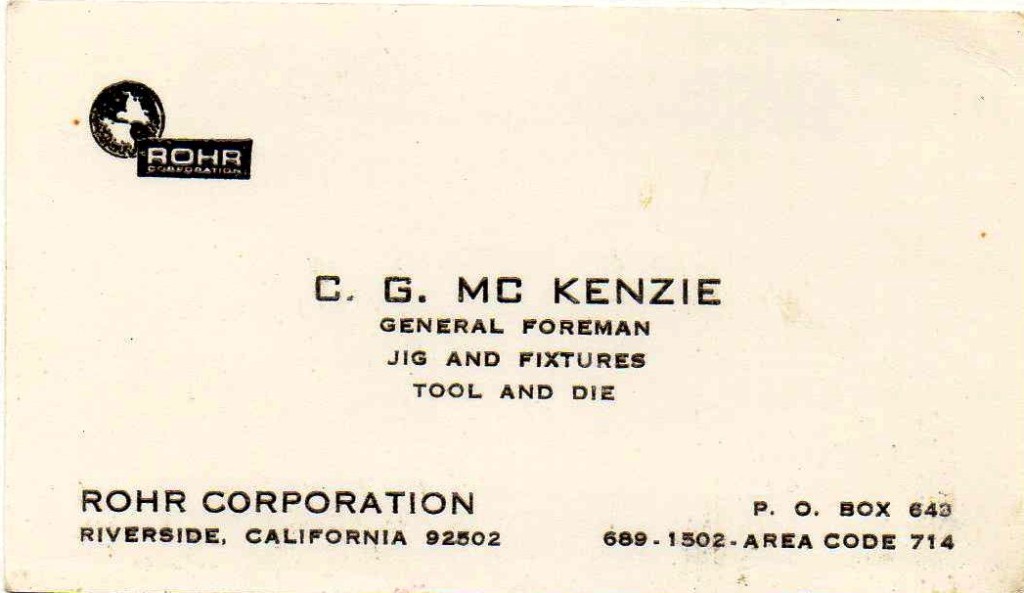 ROHR
CORPORATION
C. G. MC KENZIE
GENERAL FOREMAN
JIG AND FIXTURES
TOOL AND DIE
ROHR CORPORATION
RIVERSIDE, CALIFORNIA 92502
P. O. BOX 643
689-1502-AREA CODE 714